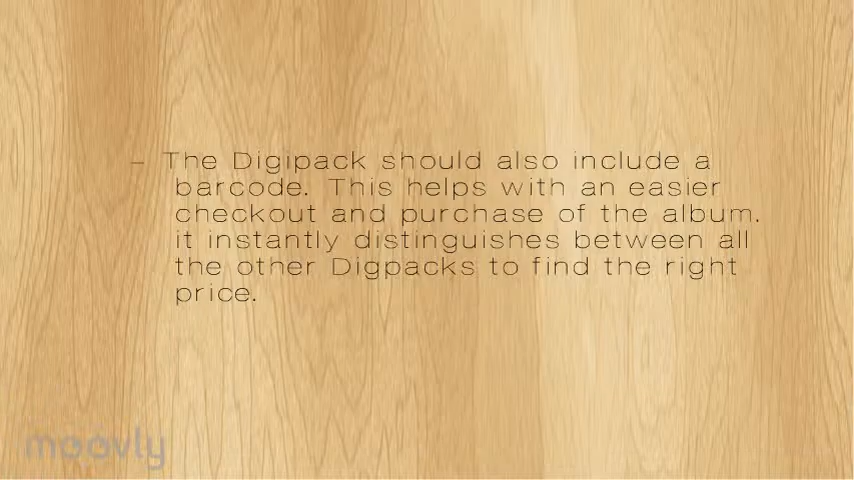 - The Digipack should also include a
barcode. This helps with an easier
checkout and purchase of the album.
it instantly distinguishes between all
the other Digpacks to find the right
price.
moovly